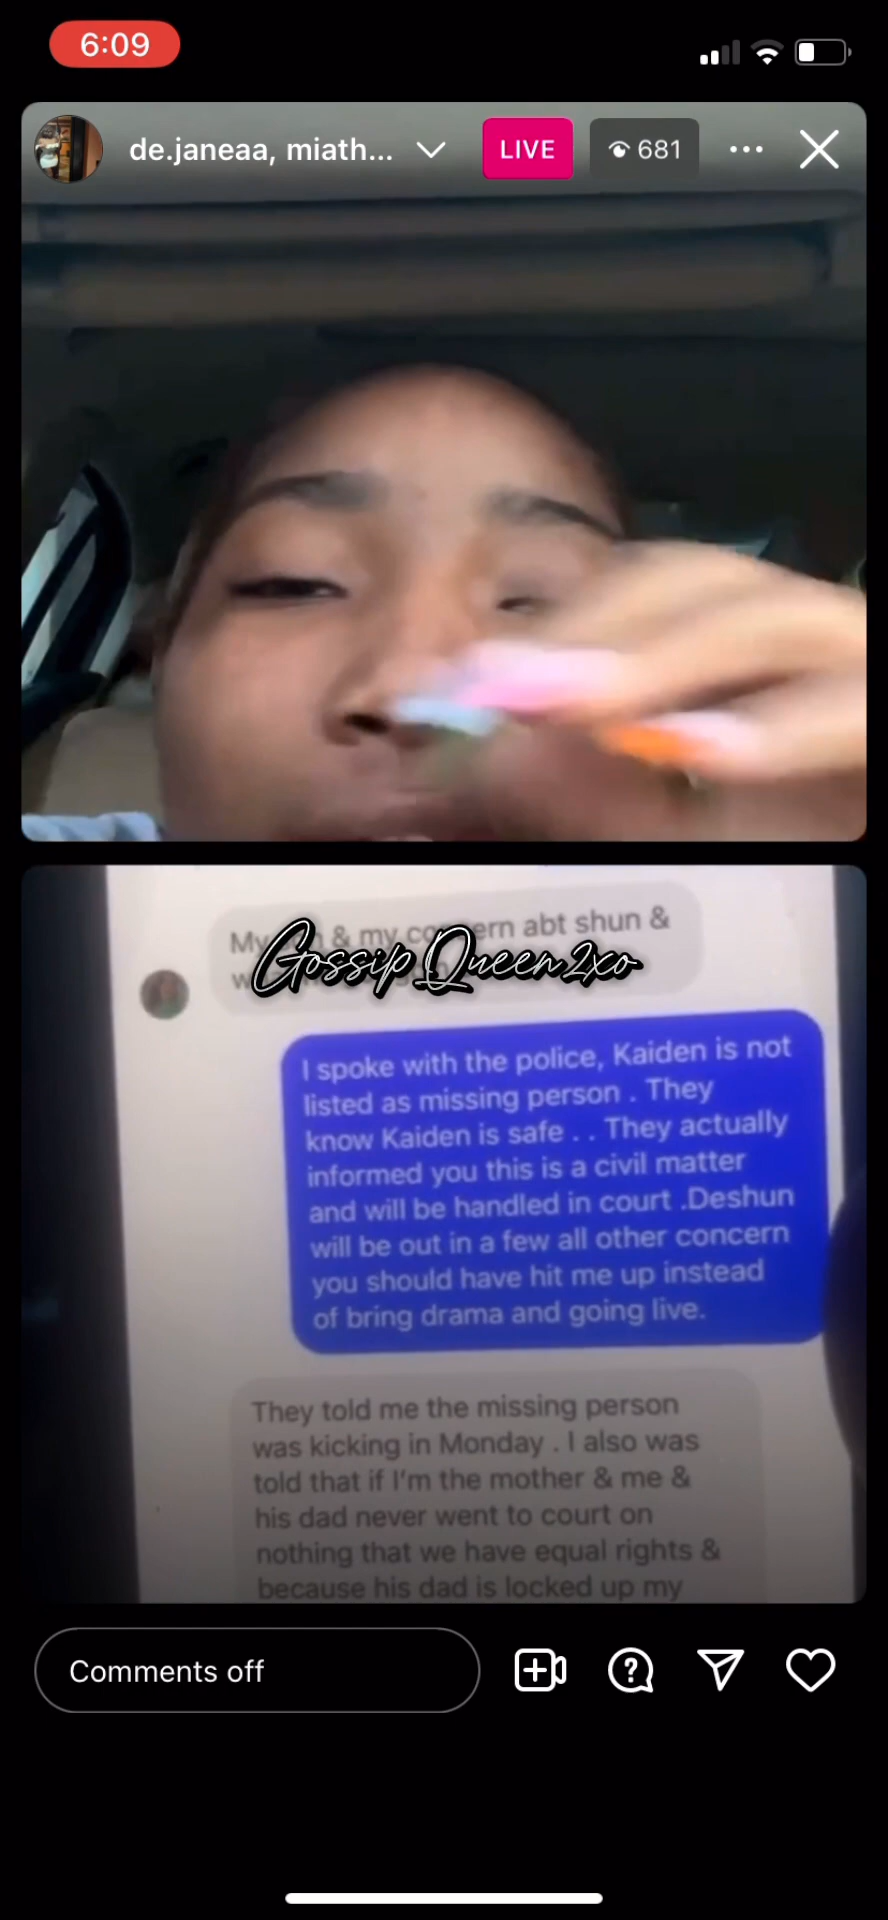 6:09
de.janeaa, miath...
LIVE
681
My & my concern abt shun &
Gossip Queen 2xo
I spoke with the police, Kaiden is not
listed as missing person . They
know Kaiden is safe . . They actually
informed you this is a civil matter
and will be handled in court .Deshun
will be out in a few all other concern
you should have hit me up instead
of bring drama and going live.
They told me the missing person
was kicking in Monday . I also was
told that if I'm the mother & me &
his dad never went to court on
nothing that we have equal rights &
because his dad is locked up my
Comments off